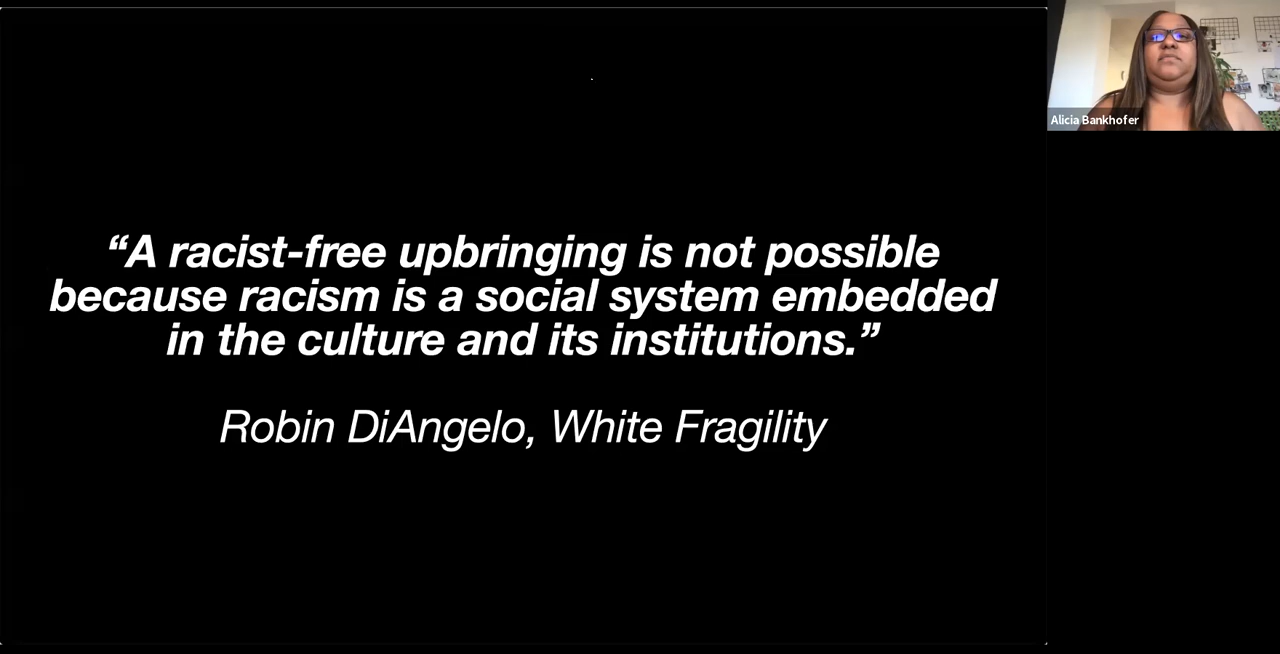 “A racist-free upbringing is not possible
because racism is a social system embedded
in the culture and its institutions.”
Robin DiAngelo, White Fragility
Alicia Bankhofer